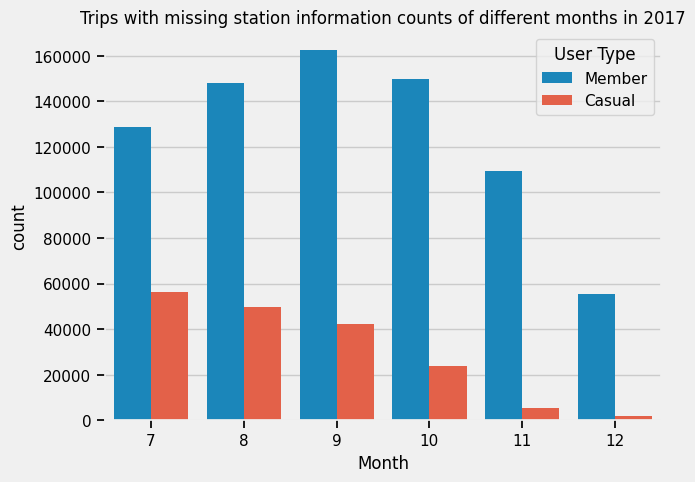 Trips with missing station information counts of different months in 2017
User Type
Member
Casual
160000
140000
120000
100000
80000
60000
40000
20000
0
count
7 8 9 10 11 12
Month